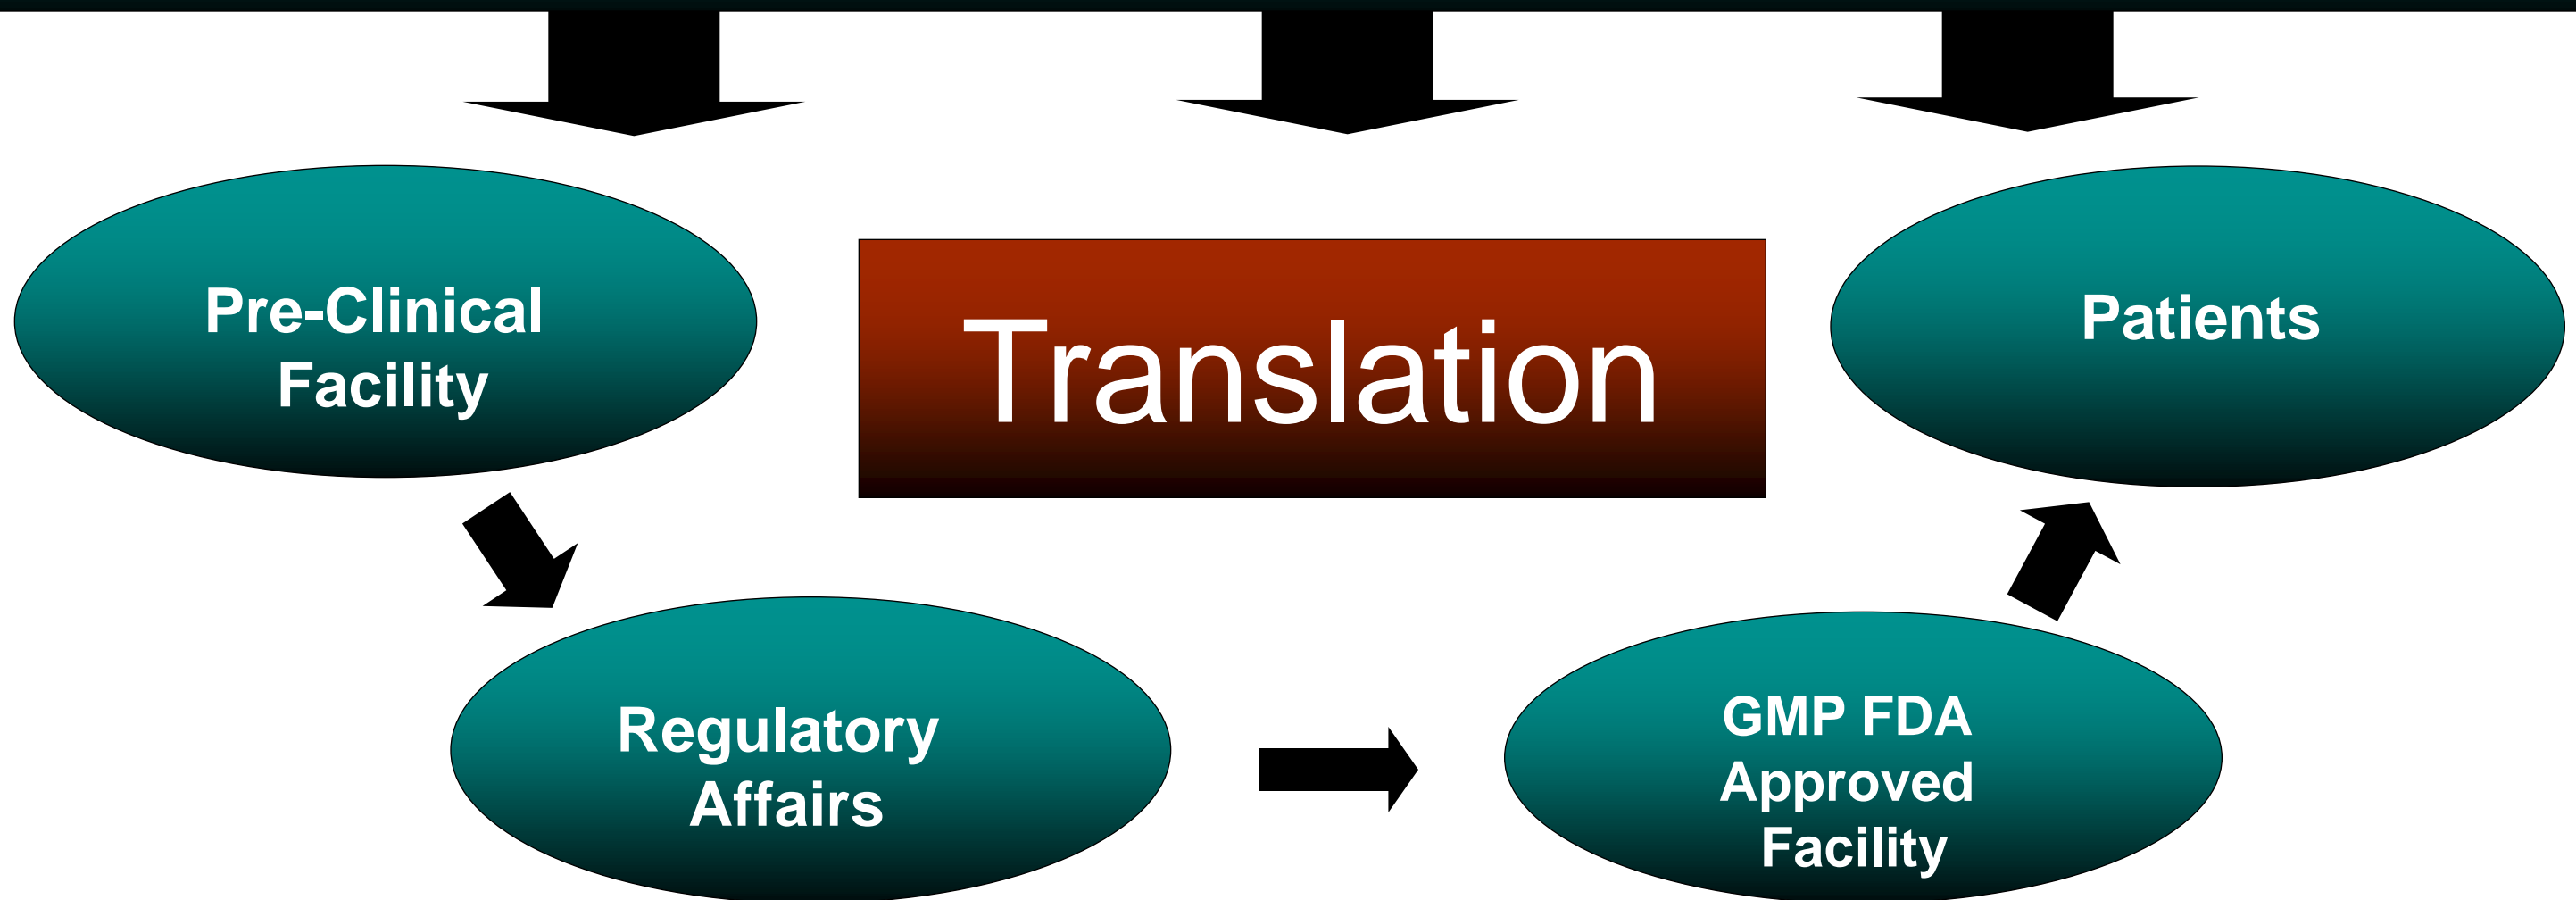 Pre-Clinical
Facility
Translation
Patients
Regulatory
Affairs
GMP FDA
Approved
Facility